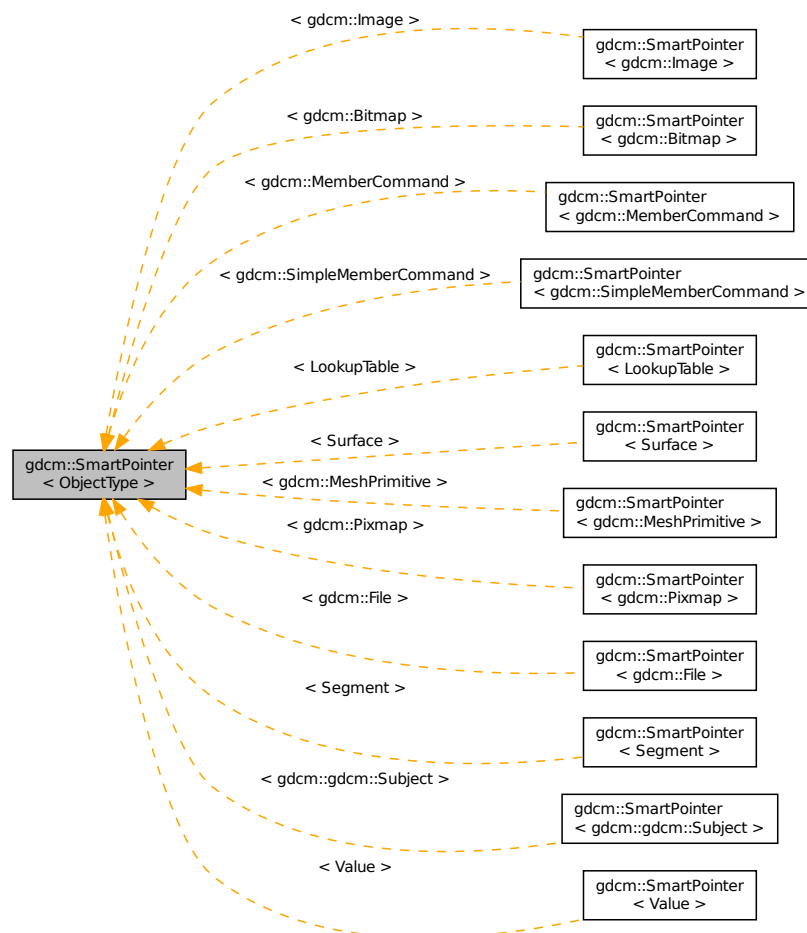 < gdcm::Image >
gdcm::SmartPointer
< gdcm::Image >
< gdcm::Bitmap >
gdcm::SmartPointer
< gdcm::Bitmap >
< gdcm::MemberCommand >
gdcm::SmartPointer
< gdcm::MemberCommand >
< gdcm::SimpleMemberCommand >
gdcm::SmartPointer
< gdcm::SimpleMemberCommand >
< LookupTable >
gdcm::SmartPointer
< LookupTable >
< Surface >
gdcm::SmartPointer
< Surface >
gdcm::SmartPointer
< ObjectType >
< gdcm::MeshPrimitive >
gdcm::SmartPointer
< gdcm::MeshPrimitive >
< gdcm::Pixmap >
gdcm::SmartPointer
< gdcm::Pixmap >
< gdcm::File >
gdcm::SmartPointer
< gdcm::File >
< Segment >
gdcm::SmartPointer
< Segment >
< gdcm::gdcm::Subject >
gdcm::SmartPointer
< gdcm::gdcm::Subject >
< Value >
gdcm::SmartPointer
< Value >